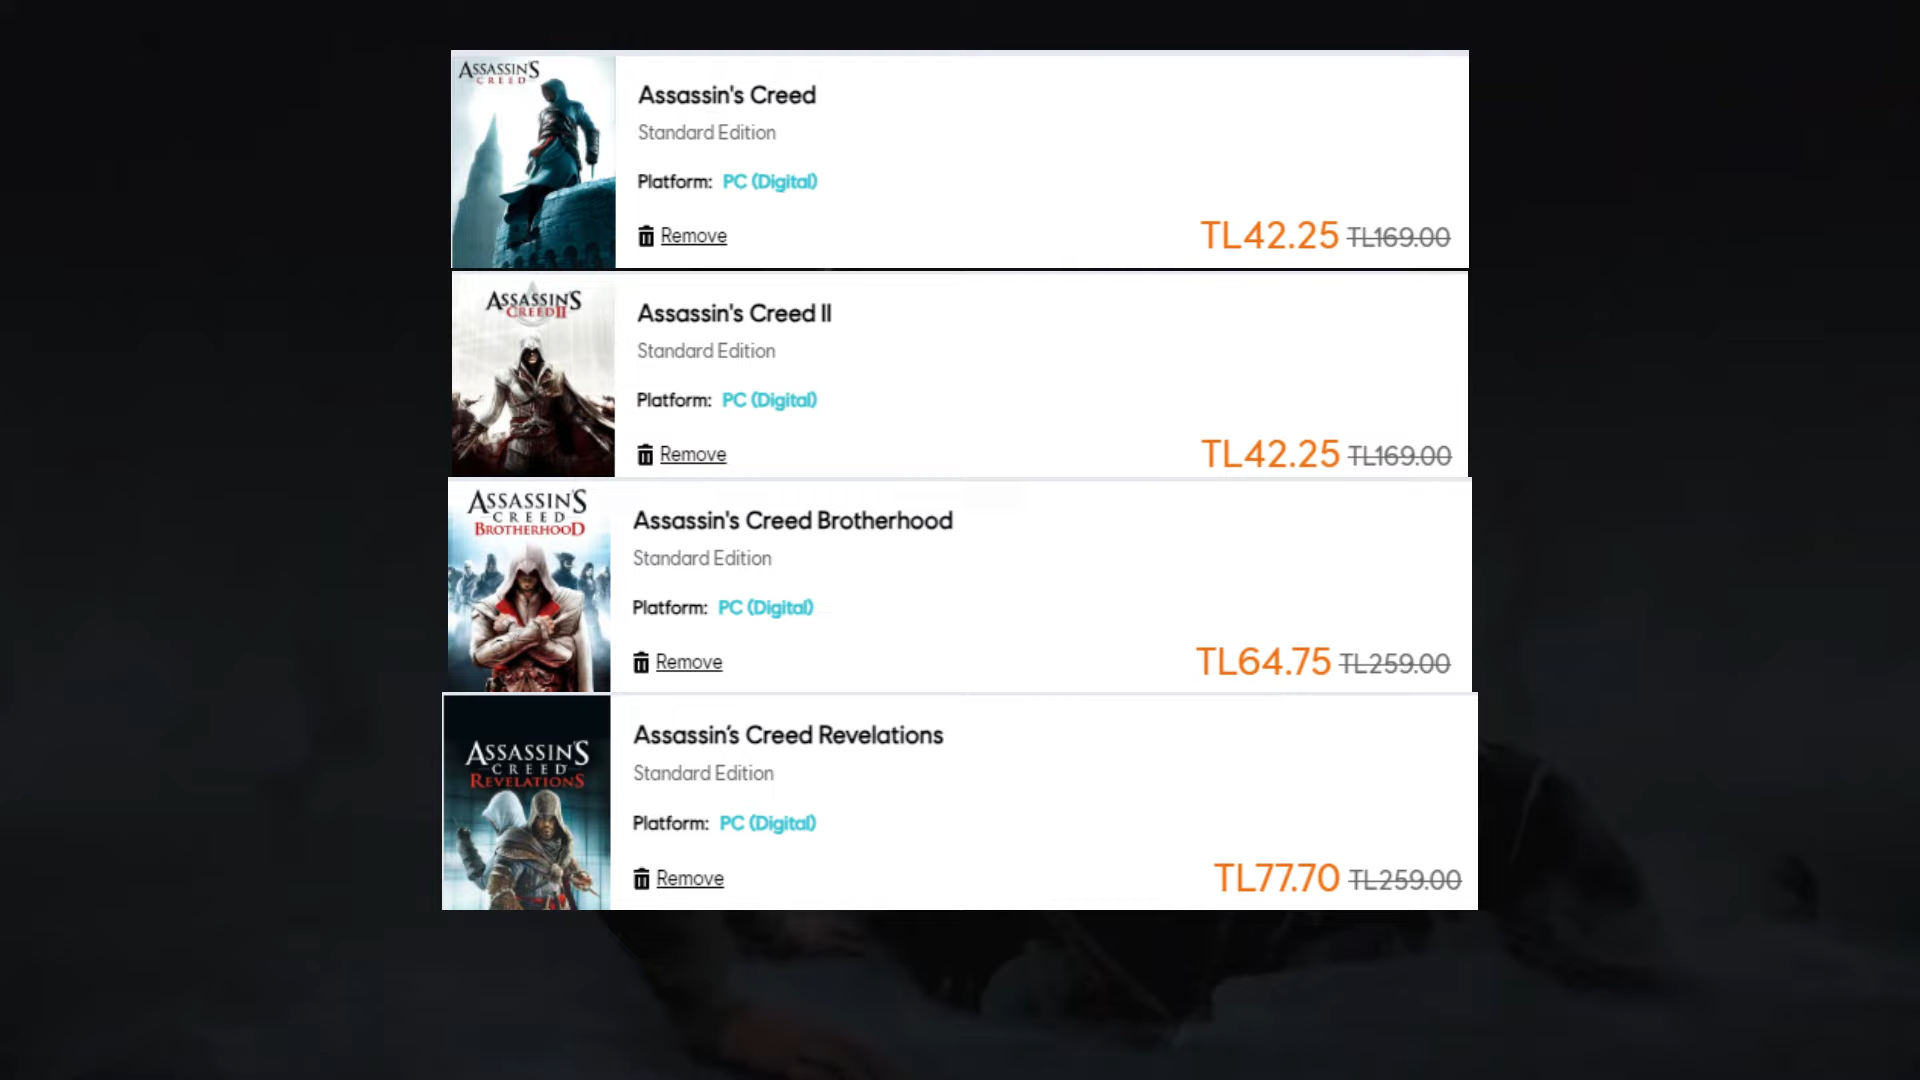 ASSASSIN'S
CREED
Assassin's Creed
Standard Edition
Platform: PC (Digital)
Remove
TL42.25 TL169.00
ASSASSIN'S
CREED II
Assassin's Creed II
Standard Edition
Platform: PC (Digital)
Remove
TL42.25 TL169.00
ASSASSIN'S
CREED
BROTHERHOOD
Assassin's Creed Brotherhood
Standard Edition
Platform: PC (Digital)
Remove
TL64.75 TL259.00
ASSASSIN'S
CREED
REVELATIONS
Assassin’s Creed Revelations
Standard Edition
Platform: PC (Digital)
Remove
TL77.70 TL259.00